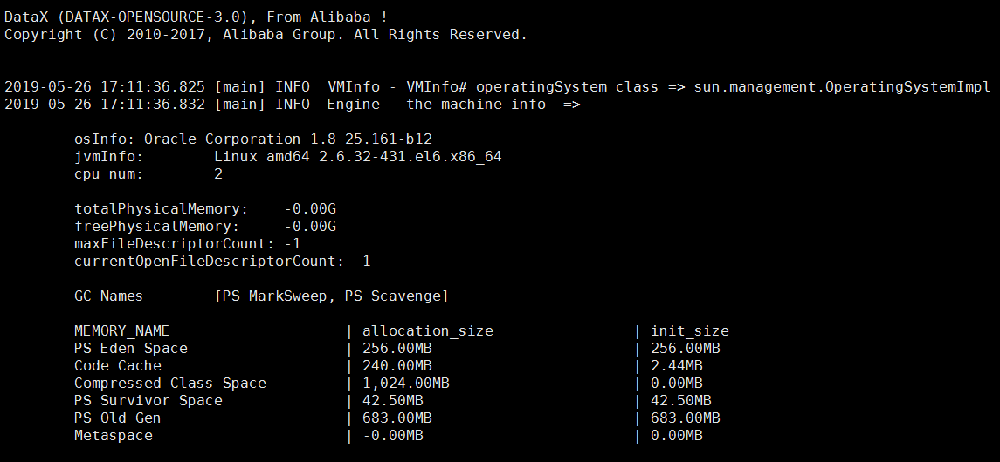 DataX (DATAX-OPENSOURCE-3.0), From Alibaba !
Copyright (C) 2010-2017, Alibaba Group. All Rights Reserved.
2019-05-26 17:11:36.825 [main] INFO  VMInfo - VMInfo# operatingSystem class => sun.management.OperatingSystemImpl
2019-05-26 17:11:36.832 [main] INFO  Engine - the machine info  =>
osInfo: Oracle Corporation 1.8 25.161-b12
jvmInfo:        Linux amd64 2.6.32-431.el6.x86_64
cpu num:        2
totalPhysicalMemory:    -0.00G
freePhysicalMemory:     -0.00G
maxFileDescriptorCount: -1
currentOpenFileDescriptorCount: -1
GC Names        [PS MarkSweep, PS Scavenge]
MEMORY_NAME                    | allocation_size                | init_size
PS Eden Space                  | 256.00MB                       | 256.00MB
Code Cache                     | 240.00MB                       | 2.44MB
Compressed Class Space         | 1,024.00MB                     | 0.00MB
PS Survivor Space              | 42.50MB                        | 42.50MB
PS Old Gen                     | 683.00MB                       | 683.00MB
Metaspace                      | -0.00MB                        | 0.00MB